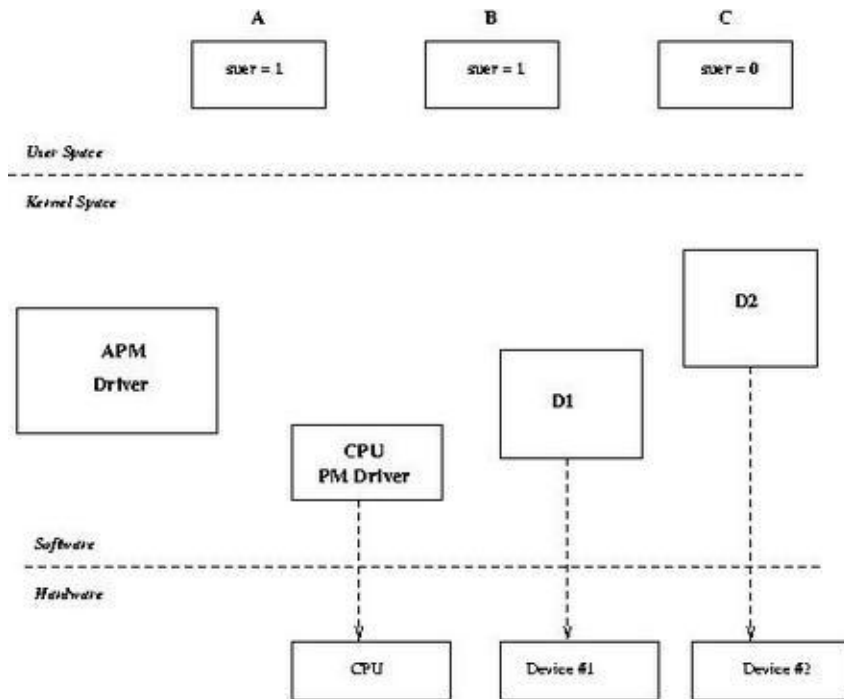 A B C
suer = 1 suer = 1 suer = 0
User Space
Kernel Space
D2
APM
Driver
D1
CPU
PM Driver
Software
Hardware
CPU Device #1 Device #2